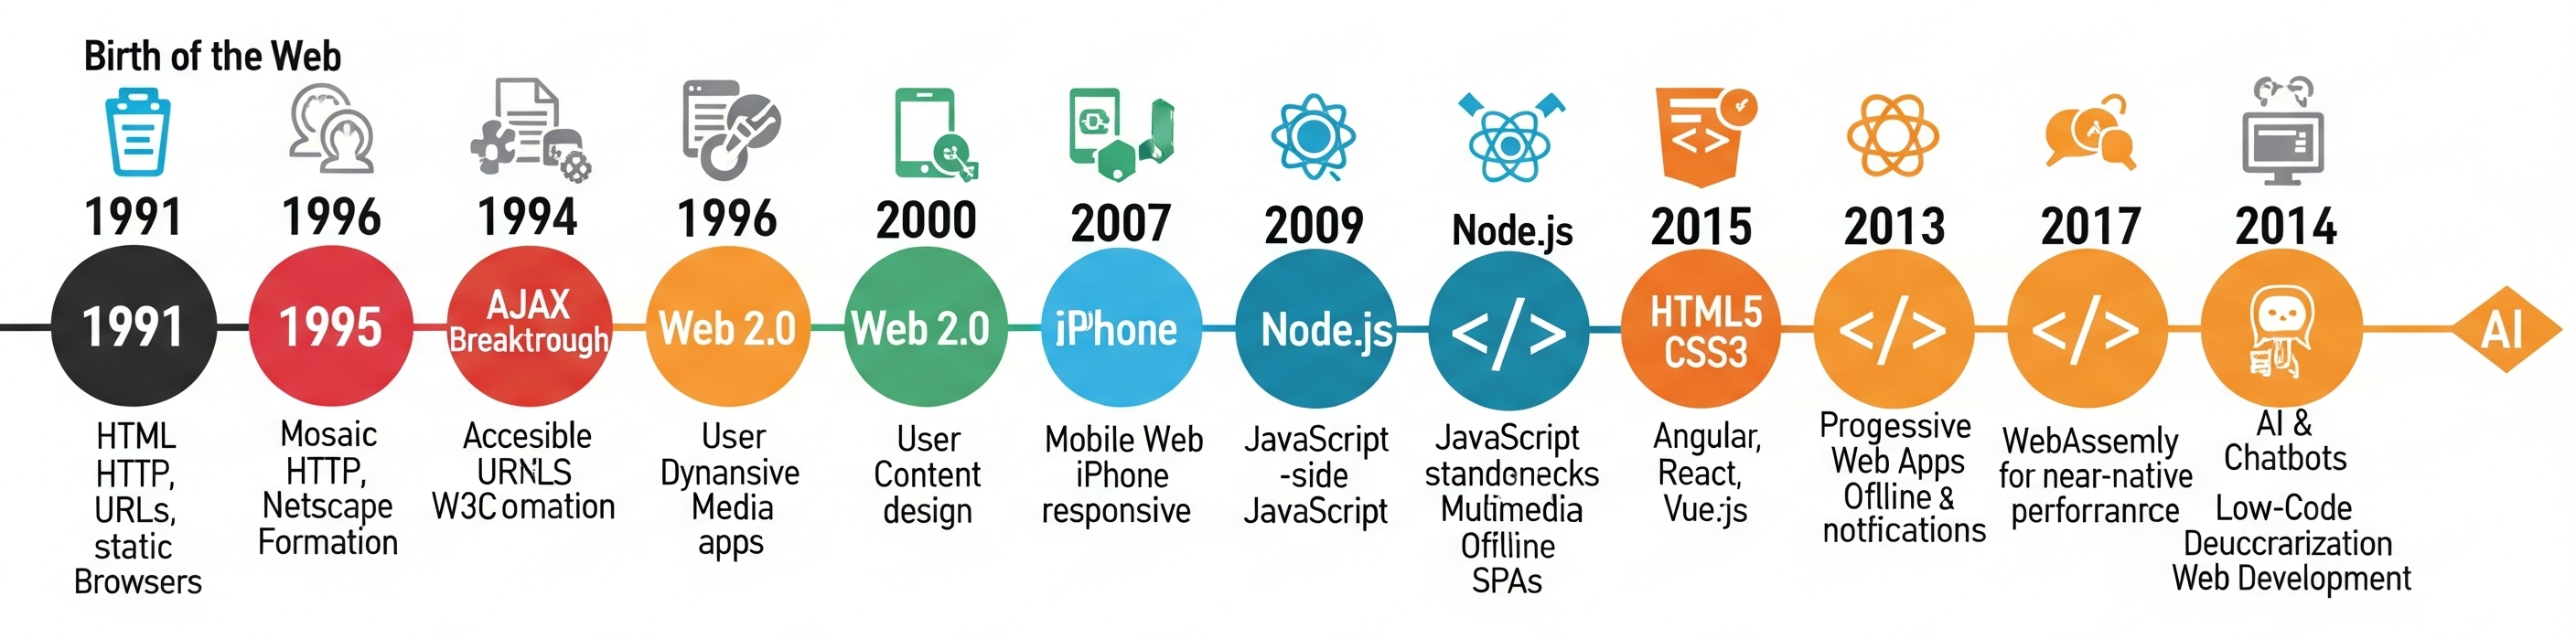 Birth of the Web
1991
1991
HTML
HTTP,
URLs,
static
Browsers
1996
1995
Mosaic
HTTP,
Netscape
Formation
1994
AJAX
Breaktrough
Accesible
URNLS
W3C omation
1996
Web 2.0
User
Dynansive
Media
apps
2000
Web 2.0
User
Content
design
2007
iPhone
Mobile Web
iPhone
responsive
2009
Node.js
JavaScript
-side
JavaScript
Node.js
</>
JavaScript
standonecks
Mulimedia
Offilline
SPAs
2015
HTML5
CSS3
Angular,
React,
Vue.js
2013
</>
Progessive
Web Apps
Oflline &
notfications
2017
</>
WebAssemly
for near-native
perforranrce
2014
AI &
Chatbots
Low-Code
Deuccrarization
Web Development
AI